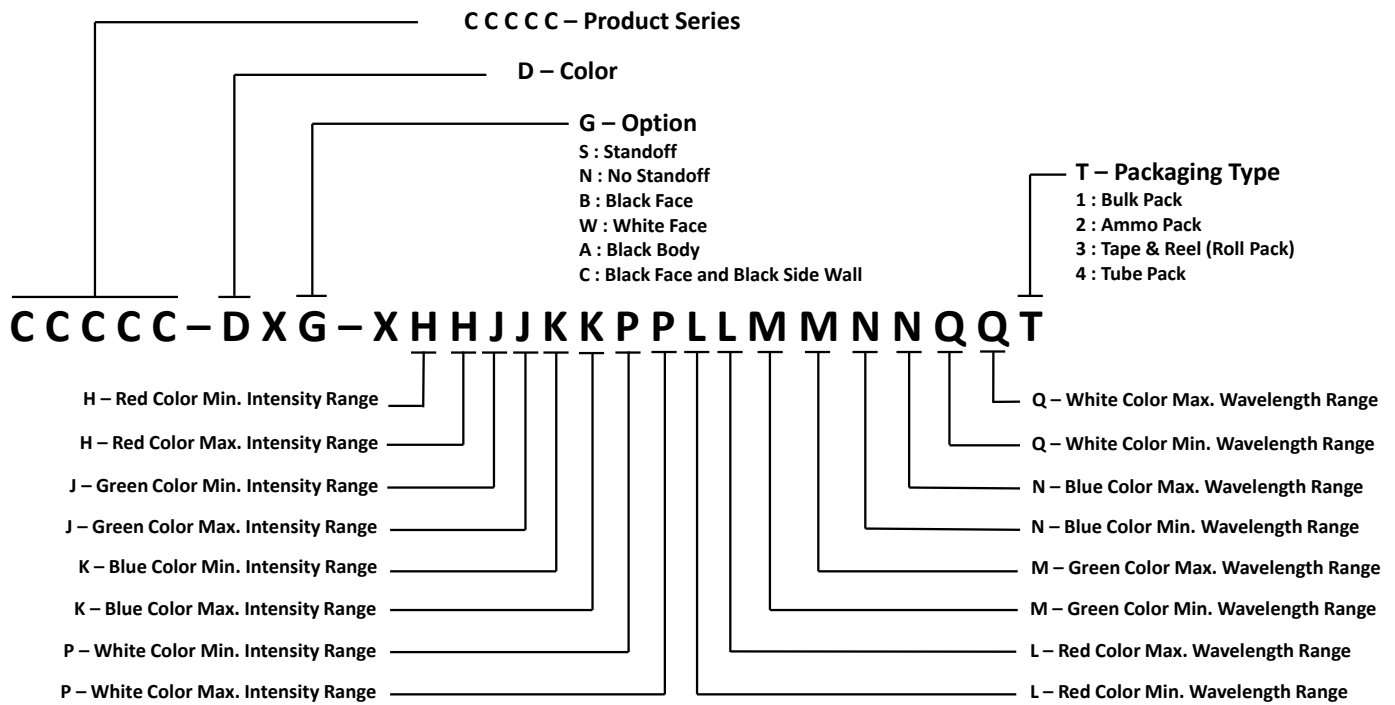 C C C C C – Product Series
D – Color
G – Option
S : Standoff
N : No Standoff
B : Black Face
W : White Face
A : Black Body
C : Black Face and Black Side Wall
T – Packaging Type
1 : Bulk Pack
2 : Ammo Pack
3 : Tape & Reel (Roll Pack)
4 : Tube Pack
C C C C C – D X G – X H H J J K K P P L L M M N N Q Q T
H – Red Color Min. Intensity Range
H – Red Color Max. Intensity Range
J – Green Color Min. Intensity Range
J – Green Color Max. Intensity Range
K – Blue Color Min. Intensity Range
K – Blue Color Max. Intensity Range
P – White Color Min. Intensity Range
P – White Color Max. Intensity Range
Q – White Color Max. Wavelength Range
Q – White Color Min. Wavelength Range
N – Blue Color Max. Wavelength Range
N – Blue Color Min. Wavelength Range
M – Green Color Max. Wavelength Range
M – Green Color Min. Wavelength Range
L – Red Color Max. Wavelength Range
L – Red Color Min. Wavelength Range